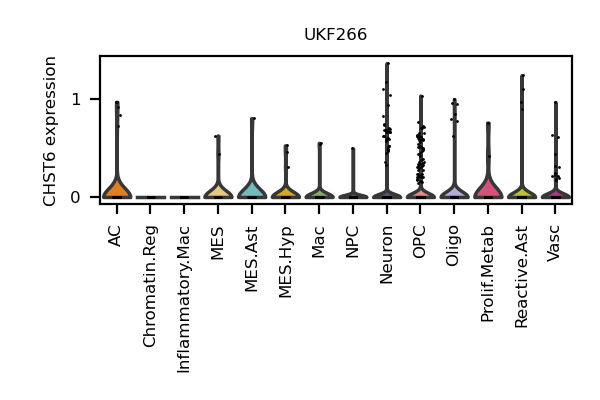 UKF266
CHST6 expression
1
0
AC
Chromatin.Reg
Inflammatory.Mac
MES
MES.Ast
MES.Hyp
Mac
NPC
Neuron
OPC
Oligo
Prolif.Metab
Reactive.Ast
Vasc